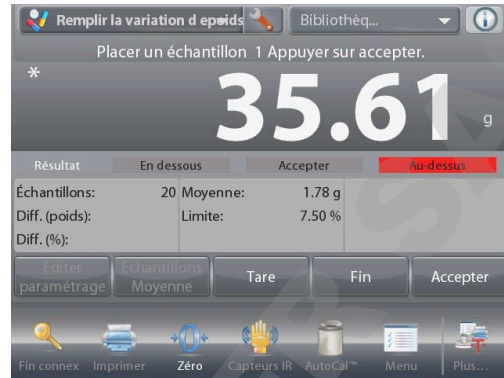 Remplir la variation d epoids Bibliothèq...
Placer un échantillon 1 Appuyer sur accepter.
*
35.61 g
Résultat En dessous Accepter Au-dessus
Échantillons: 20 Moyenne: 1.78 g
Diff. (poids): Limite: 7.50 %
Diff. (%):
Editer paramétrage
Échantillons Moyenne
Tare
Fin
Accepter
Fin connex Imprimer Zéro Capteurs IR AutoCal™ Menu Plus...